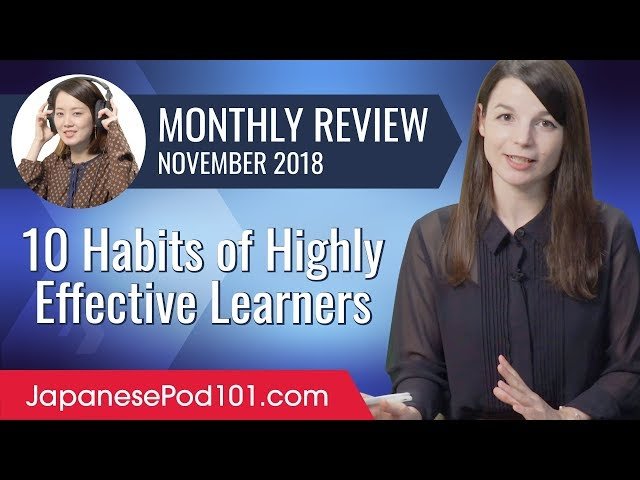 MONTHLY REVIEW
NOVEMBER 2018
10 Habits of Highly
Effective Learners
JapanesePod101.com